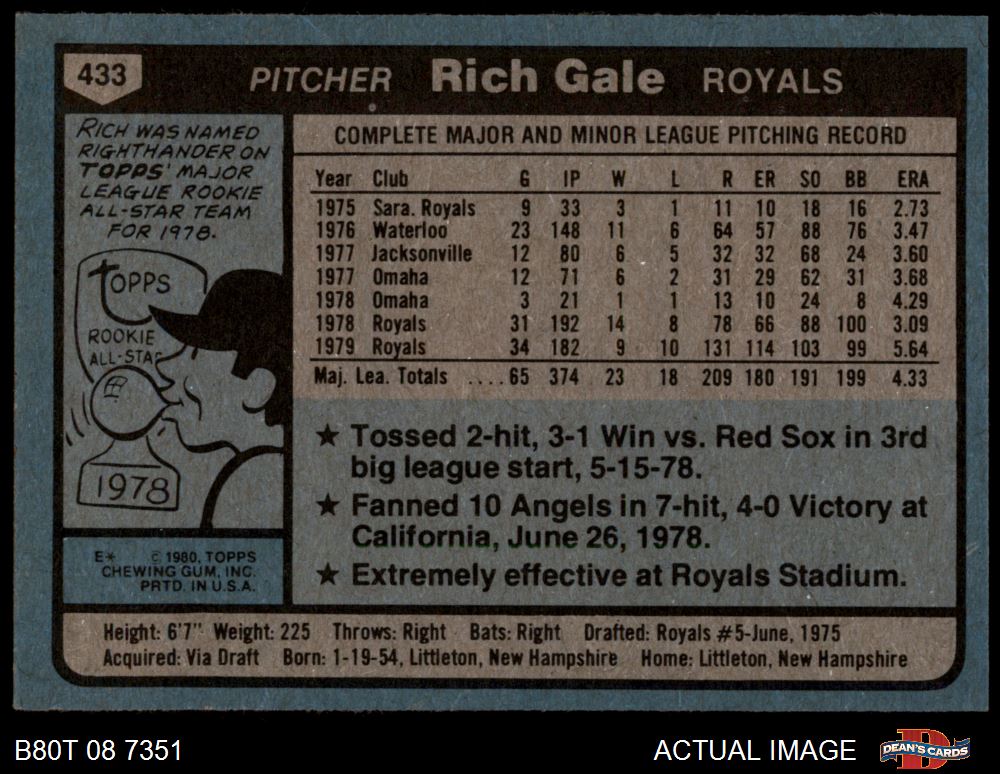 433 PITCHER Rich Gale ROYALS
RICH WAS NAMED
RIGHTHANDER ON
TOPPS' MAJOR
LEAGUE ROOKIE
ALL-STAR TEAM
FOR 1978.
TOPPS
ROOKIE
ALL-STAR
1978
E* © 1980, TOPPS
CHEWING GUM, INC.
PRTD. IN U.S.A.
COMPLETE MAJOR AND MINOR LEAGUE PITCHING RECORD
Year Club G IP W L R ER SO BB ERA
1975 Sara. Royals 9 33 3 1 11 10 18 16 2.73
1976 Waterloo 23 148 11 6 64 57 88 76 3.47
1977 Jacksonville 12 80 6 5 32 32 68 24 3.60
1977 Omaha 12 71 6 2 31 29 62 31 3.68
1978 Omaha 3 21 1 1 13 10 24 8 4.29
1978 Royals 31 192 14 8 78 66 88 100 3.09
1979 Royals 34 182 9 10 131 114 103 99 5.64
Maj. Lea. Totals ....65 374 23 18 209 180 191 199 4.33
★ Tossed 2-hit, 3-1 Win vs. Red Sox in 3rd
big league start, 5-15-78.
★ Fanned 10 Angels in 7-hit, 4-0 Victory at
California, June 26, 1978.
★ Extremely effective at Royals Stadium.
Height: 6'7" Weight: 225 Throws: Right Bats: Right Drafted: Royals #5-June, 1975
Acquired: Via Draft Born: 1-19-54, Littleton, New Hampshire Home: Littleton, New Hampshire
B80T 08 7351 ACTUAL IMAGE DEAN'S CARDS